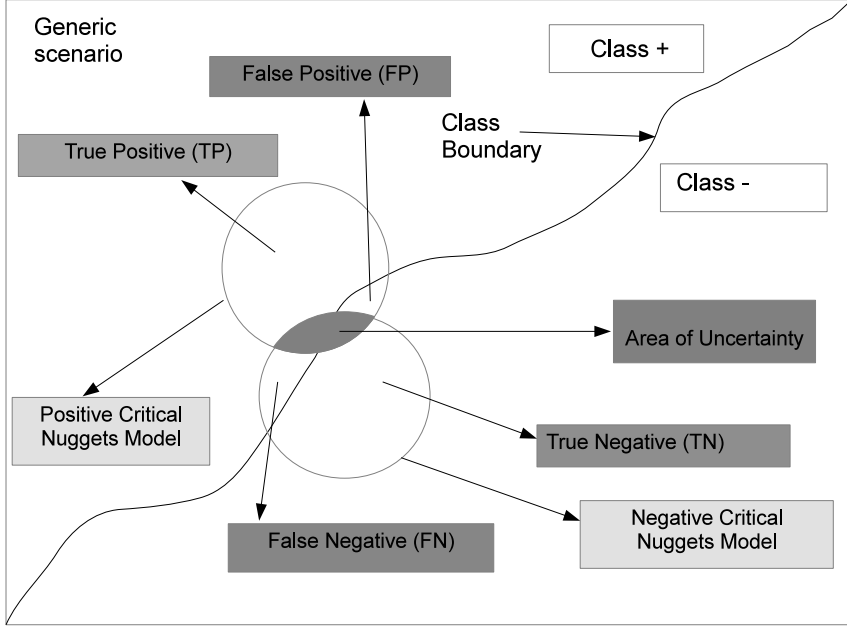 Generic
scenario
Class +
False Positive (FP)
Class
Boundary
True Positive (TP)
Class -
Area of Uncertainty
Positive Critical
Nuggets Model
True Negative (TN)
Negative Critical
Nuggets Model
False Negative (FN)